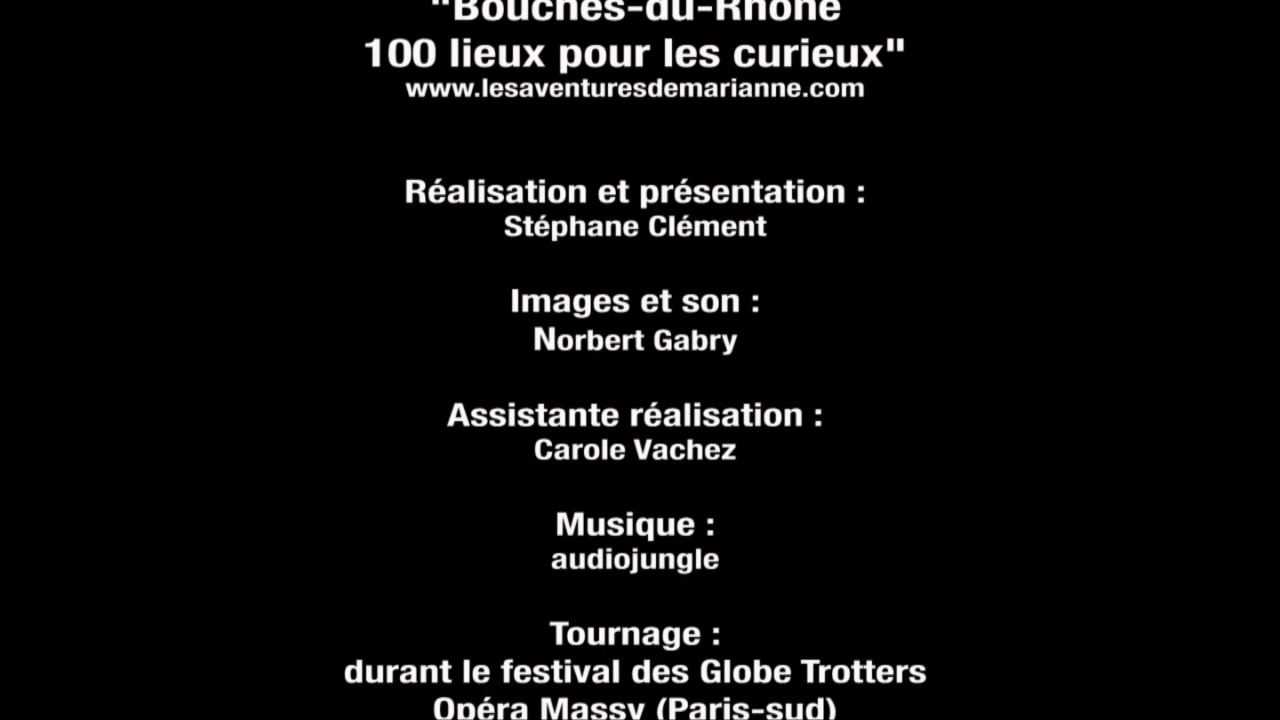 "Bouches-du-Rhône
100 lieux pour les curieux"
www.lesaventuresdemarianne.com
Réalisation et présentation :
Stéphane Clément
Images et son :
Norbert Gabry
Assistante réalisation :
Carole Vachez
Musique :
audiojungle
Tournage :
durant le festival des Globe Trotters
Opéra Massy (Paris-sud)